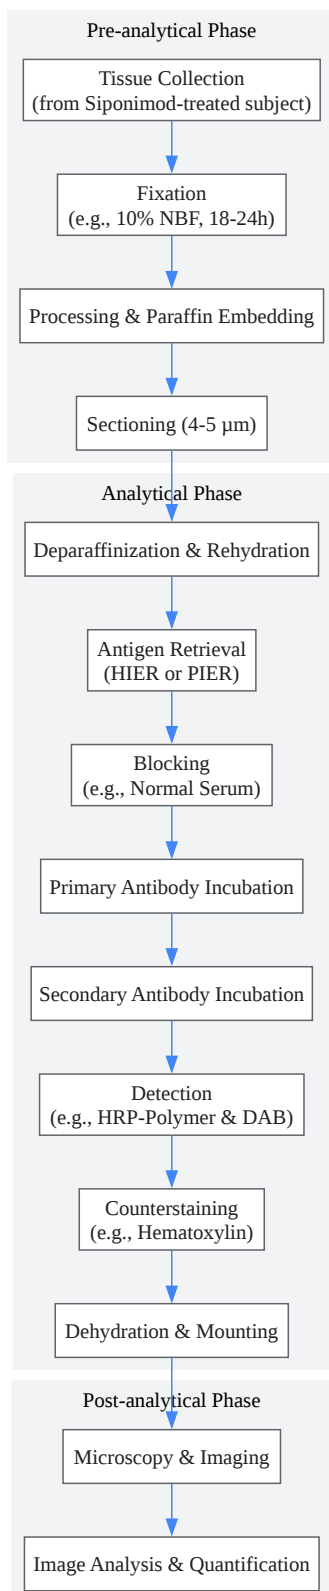 Pre-analytical Phase
Tissue Collection
(from Siponimod-treated subject)
Fixation
(e.g., 10% NBF, 18-24h)
Processing & Paraffin Embedding
Sectioning (4-5 µm)
Analytical Phase
Deparaffinization & Rehydration
Antigen Retrieval
(HIER or PIER)
Blocking
(e.g., Normal Serum)
Primary Antibody Incubation
Secondary Antibody Incubation
Detection
(e.g., HRP-Polymer & DAB)
Counterstaining
(e.g., Hematoxylin)
Dehydration & Mounting
Post-analytical Phase
Microscopy & Imaging
Image Analysis & Quantification